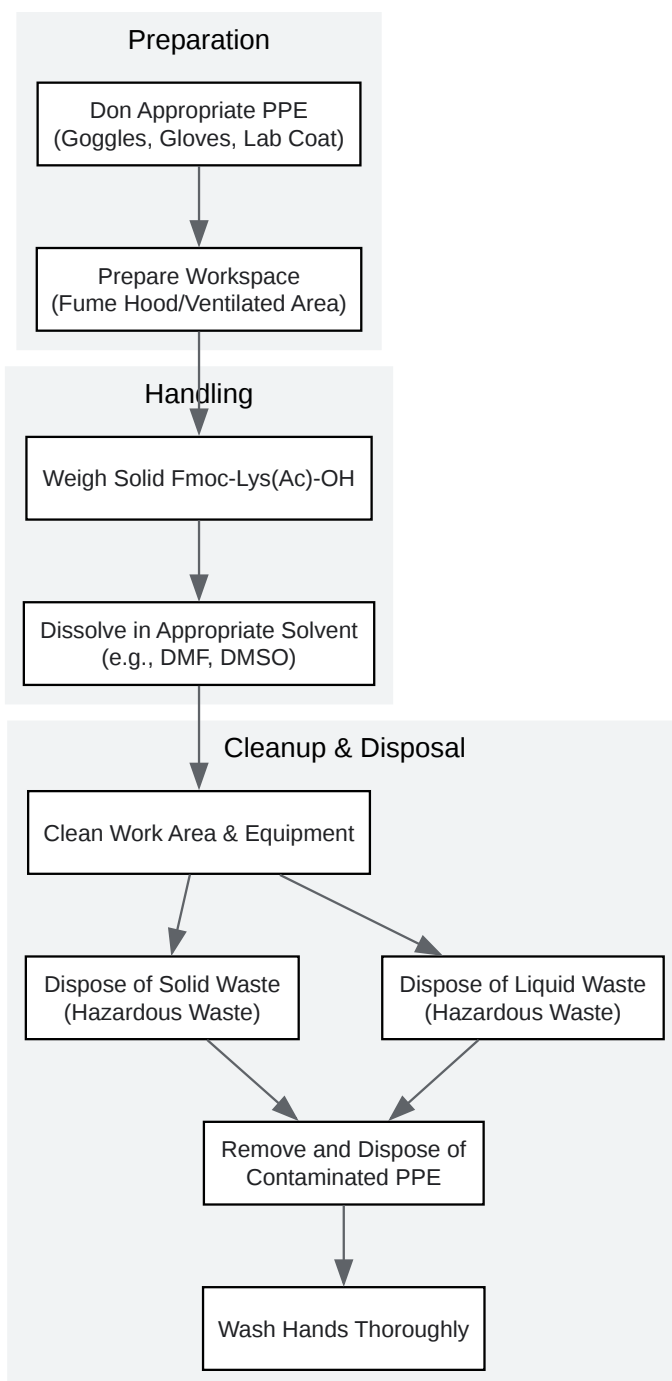 Preparation
Don Appropriate PPE
(Goggles, Gloves, Lab Coat)
Prepare Workspace
(Fume Hood/Ventilated Area)
Handling
Weigh Solid Fmoc-Lys(Ac)-OH
Dissolve in Appropriate Solvent
(e.g., DMF, DMSO)
Cleanup & Disposal
Clean Work Area & Equipment
Dispose of Solid Waste
(Hazardous Waste)
Dispose of Liquid Waste
(Hazardous Waste)
Remove and Dispose of
Contaminated PPE
Wash Hands Thoroughly